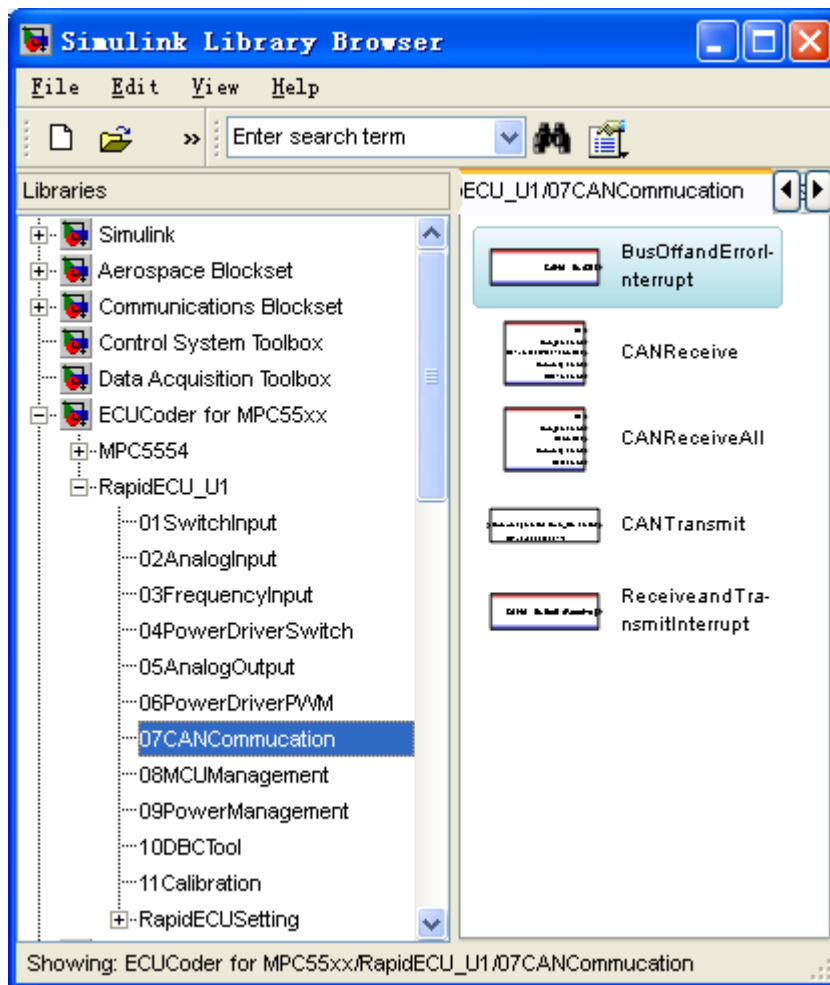 Simulink Library Browser
File Edit View Help
» Enter search term
Libraries
ECU_U1/07CANCommucation
Simulink
Aerospace Blockset
Communications Blockset
Control System Toolbox
Data Acquisition Toolbox
ECUCoder for MPC55xx
MPC5554
RapidECU_U1
01SwitchInput
02AnalogInput
03FrequencyInput
04PowerDriverSwitch
05AnalogOutput
06PowerDriverPWM
07CANCommucation
08MCUManagement
09PowerManagement
10DBCTool
11Calibration
RapidECUSetting
BusOffandErrorI-
nterrupt
CANReceive
CANReceiveAll
CANTransmit
ReceiveandTra-
nsmitInterrupt
Showing: ECUCoder for MPC55xx/RapidECU_U1/07CANCommucation